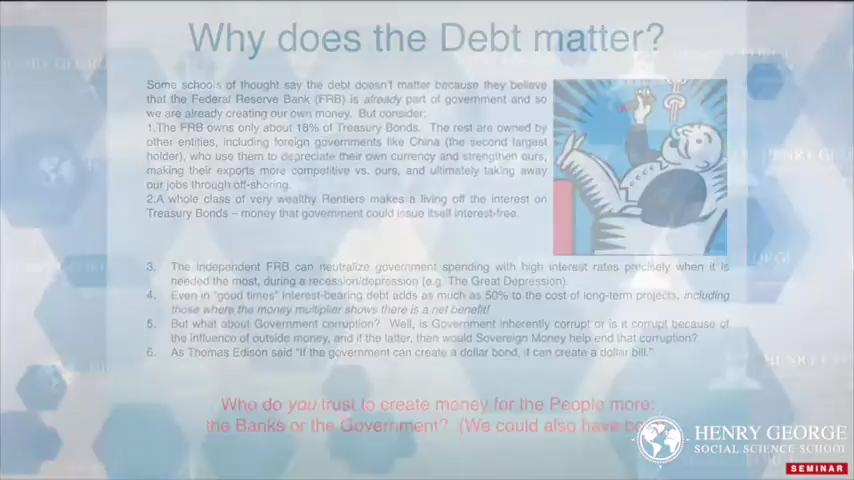 Why does the Debt matter?
Some schools of thought say the debt doesn't matter because they believe
that the Federal Reserve Bank (FRB) is already part of government and so
we are already creating our own money. But consider:
1.The FRB owns only about 18% of Treasury Bonds. The rest are owned by
other entities, including foreign governments like China (the second largest
holder), who use them to depreciate their own currency and strengthen ours,
making their exports more competitive vs. ours, and ultimately taking away
our jobs through off-shoring.
2.A whole class of very wealthy Rentiers makes a living off the interest on
Treasury Bonds – money that government could issue itself interest-free.
3. The independent FRB can neutralize government spending with high interest rates precisely when it is
needed the most, during a recession/depression (e.g. The Great Depression).
4. Even in "good times" interest-bearing debt adds as much as 50% to the cost of long-term projects, including
those where the money multiplier shows there is a net benefit!
5. But what about Government corruption? Well, is Government inherently corrupt or is it corrupt because of
the influence of outside money, and if the latter, then would Sovereign Money help end that corruption?
6. As Thomas Edison said "If the government can create a dollar bond, it can create a dollar bill."
Who do you trust to create money for the People more:
the Banks or the Government? (We could also have
HENRY GEORGE
SOCIAL SCIENCE SCHOOL
SEMINAR